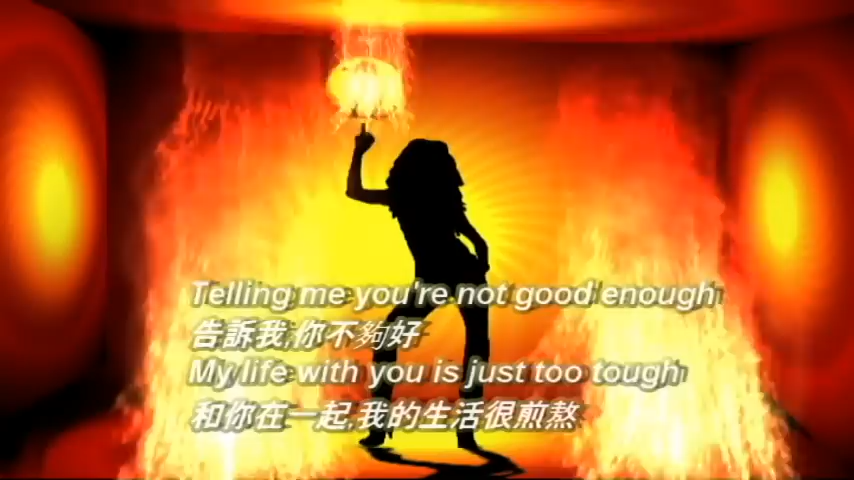 Telling me you're not good enough
告訴我,你不夠好
My life with you is just too tough
和你在一起,我的生活很煎熬